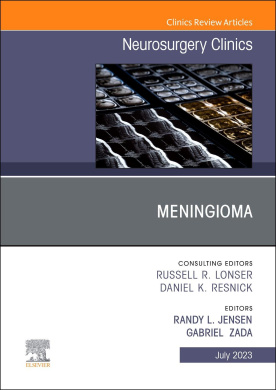 Clinics Review Articles
Neurosurgery Clinics
MENINGIOMA
CONSULTING EDITORS
RUSSELL R. LONSER
DANIEL K. RESNICK
EDITORS
RANDY L. JENSEN
GABRIEL ZADA
ELSEVIER
July 2023